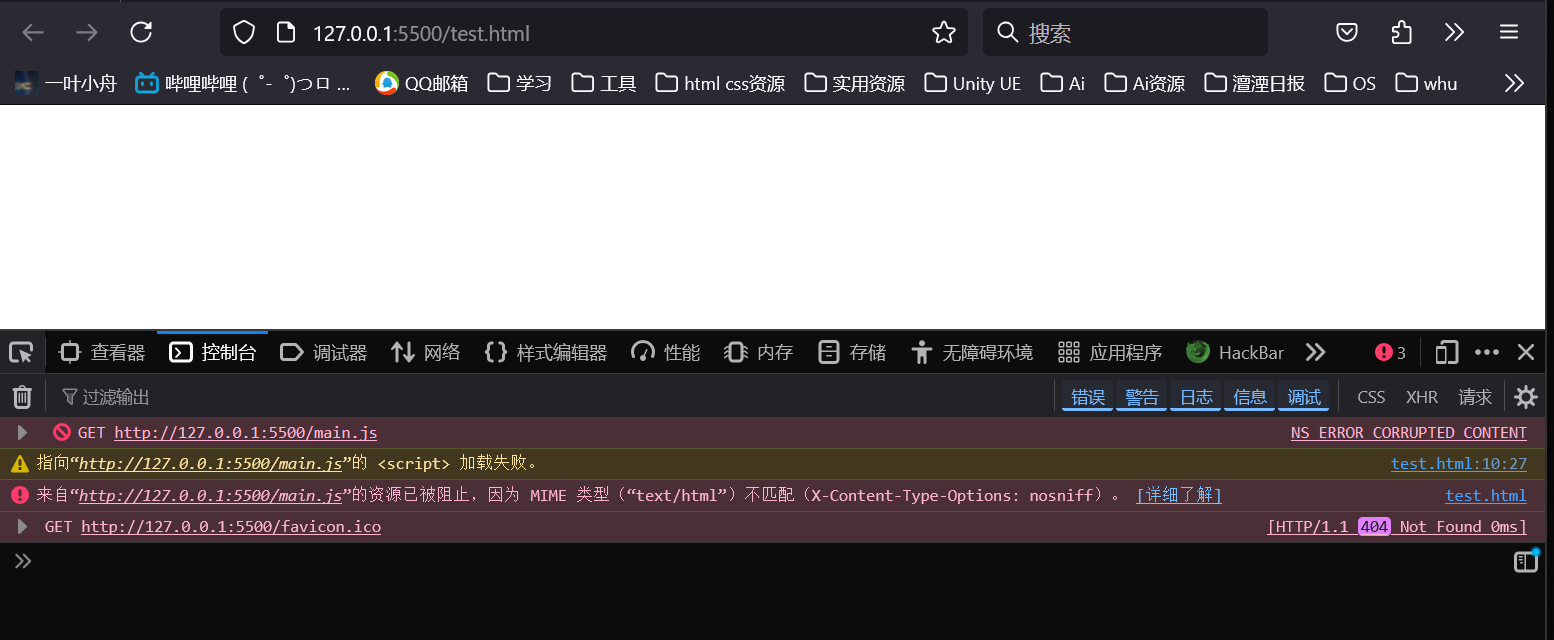 127.0.0.1:5500/test.html 搜索
一叶小舟 哔哩哔哩 ( ゜- ゜)つロ ... QQ邮箱 学习 工具 html css资源 实用资源 Unity UE Ai Ai资源 澶湮日报 OS whu
查看器 控制台 调试器 网络 样式编辑器 性能 内存 存储 无障碍环境 应用程序 HackBar 3
过滤输出 错误 警告 日志 信息 调试 CSS XHR 请求
GET http://127.0.0.1:5500/main.js NS_ERROR_CORRUPTED_CONTENT
指向“http://127.0.0.1:5500/main.js”的 <script> 加载失败。 test.html:10:27
来自“http://127.0.0.1:5500/main.js”的资源已被阻止，因为 MIME 类型（“text/html”）不匹配（X-Content-Type-Options: nosniff）。 [详细了解] test.html
GET http://127.0.0.1:5500/favicon.ico [HTTP/1.1 404 Not Found 0ms]